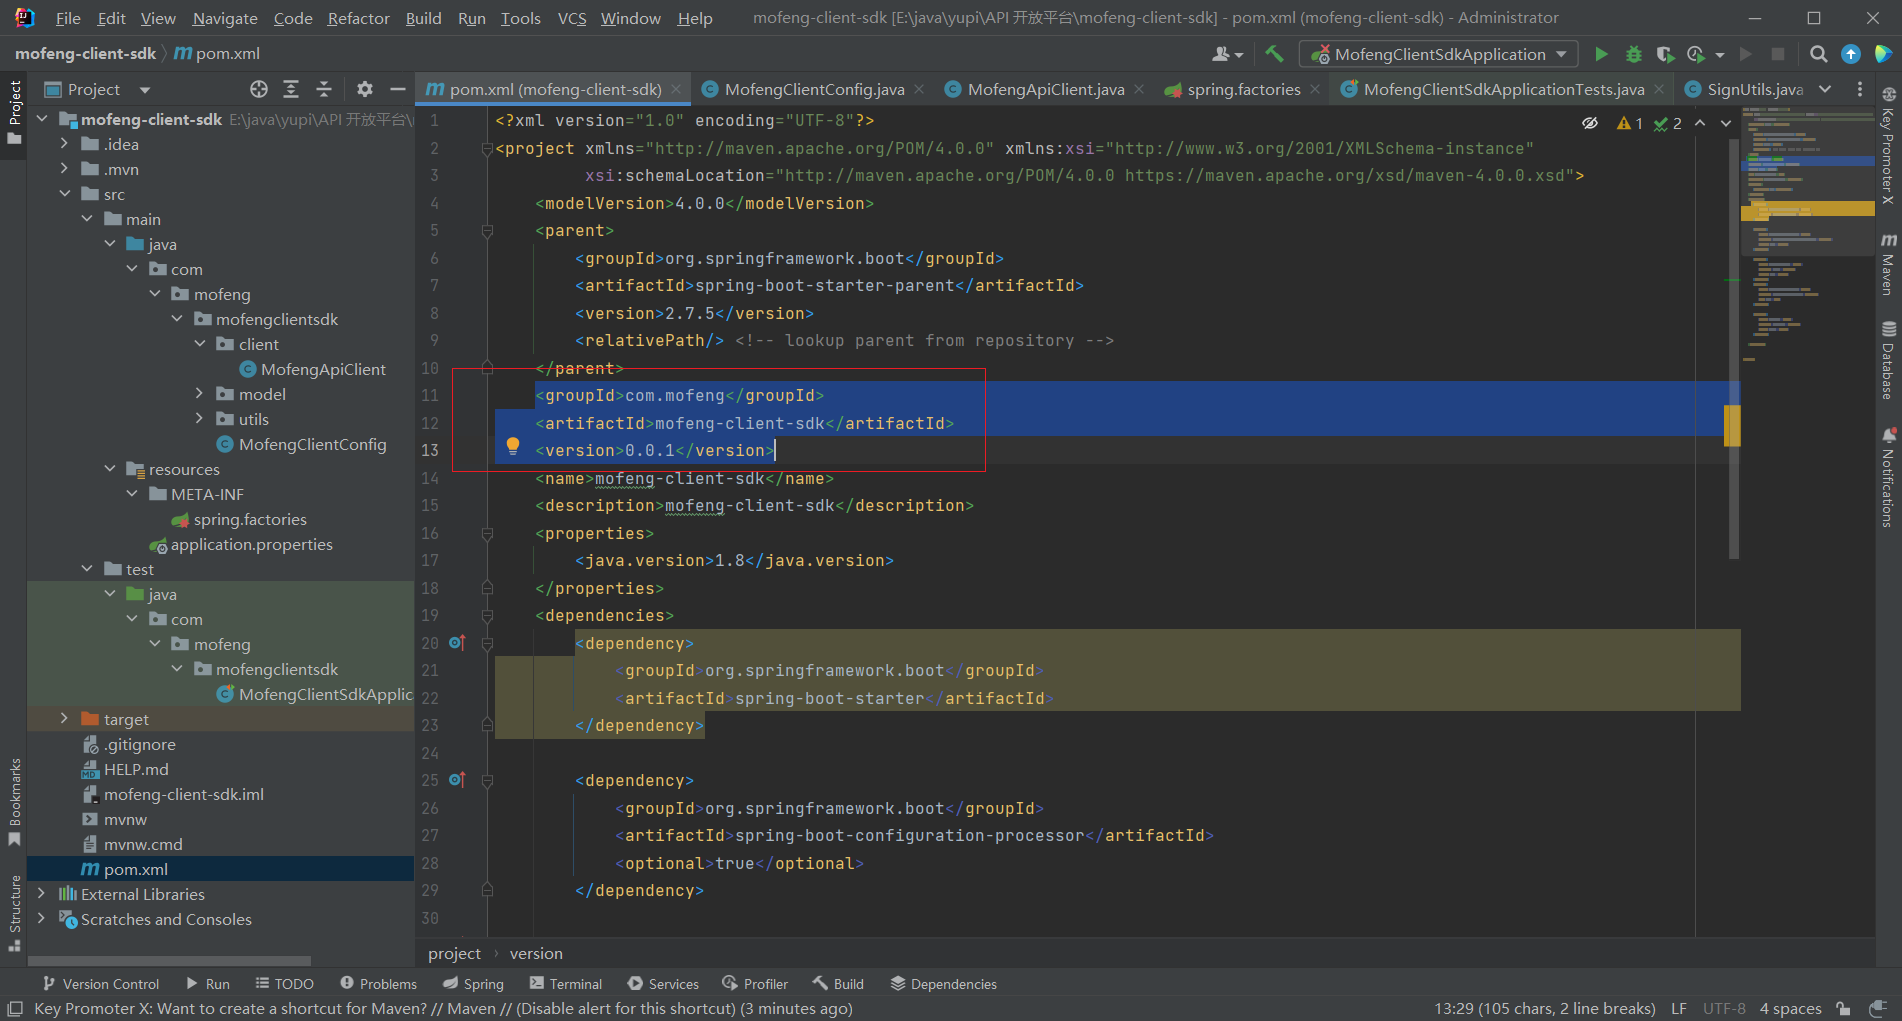 File Edit View Navigate Code Refactor Build Run Tools VCS Window Help mofeng-client-sdk [E:\java\yupi\API 开放平台\mofeng-client-sdk] - pom.xml (mofeng-client-sdk) - Administrator
mofeng-client-sdk pom.xml MofengClientSdkApplication
Project pom.xml (mofeng-client-sdk) MofengClientConfig.java MofengApiClient.java spring.factories MofengClientSdkApplicationTests.java SignUtils.java
Project
Bookmarks
Structure
mofeng-client-sdk E:\java\yupi\API 开放平台\
.idea
.mvn
src
main
java
com
mofeng
mofengclientsdk
client
MofengApiClient
model
utils
MofengClientConfig
resources
META-INF
spring.factories
application.properties
test
java
com
mofeng
mofengclientsdk
MofengClientSdkApplic
target
.gitignore
HELP.md
mofeng-client-sdk.iml
mvnw
mvnw.cmd
pom.xml
External Libraries
Scratches and Consoles
1 <?xml version="1.0" encoding="UTF-8"?>
2 <project xmlns="http://maven.apache.org/POM/4.0.0" xmlns:xsi="http://www.w3.org/2001/XMLSchema-instance"
3 xsi:schemaLocation="http://maven.apache.org/POM/4.0.0 https://maven.apache.org/xsd/maven-4.0.0.xsd">
4 <modelVersion>4.0.0</modelVersion>
5 <parent>
6 <groupId>org.springframework.boot</groupId>
7 <artifactId>spring-boot-starter-parent</artifactId>
8 <version>2.7.5</version>
9 <relativePath/> <!-- lookup parent from repository -->
10 </parent>
11 <groupId>com.mofeng</groupId>
12 <artifactId>mofeng-client-sdk</artifactId>
13 <version>0.0.1</version>
14 <name>mofeng-client-sdk</name>
15 <description>mofeng-client-sdk</description>
16 <properties>
17 <java.version>1.8</java.version>
18 </properties>
19 <dependencies>
20 <dependency>
21 <groupId>org.springframework.boot</groupId>
22 <artifactId>spring-boot-starter</artifactId>
23 </dependency>
24
25 <dependency>
26 <groupId>org.springframework.boot</groupId>
27 <artifactId>spring-boot-configuration-processor</artifactId>
28 <optional>true</optional>
29 </dependency>
30
1 2
Key Promoter X
Maven
Database
Notifications
project version
Version Control Run TODO Problems Spring Terminal Services Profiler Build Dependencies
Key Promoter X: Want to create a shortcut for Maven? // Maven // (Disable alert for this shortcut) (3 minutes ago) 13:29 (105 chars, 2 line breaks) LF UTF-8 4 spaces